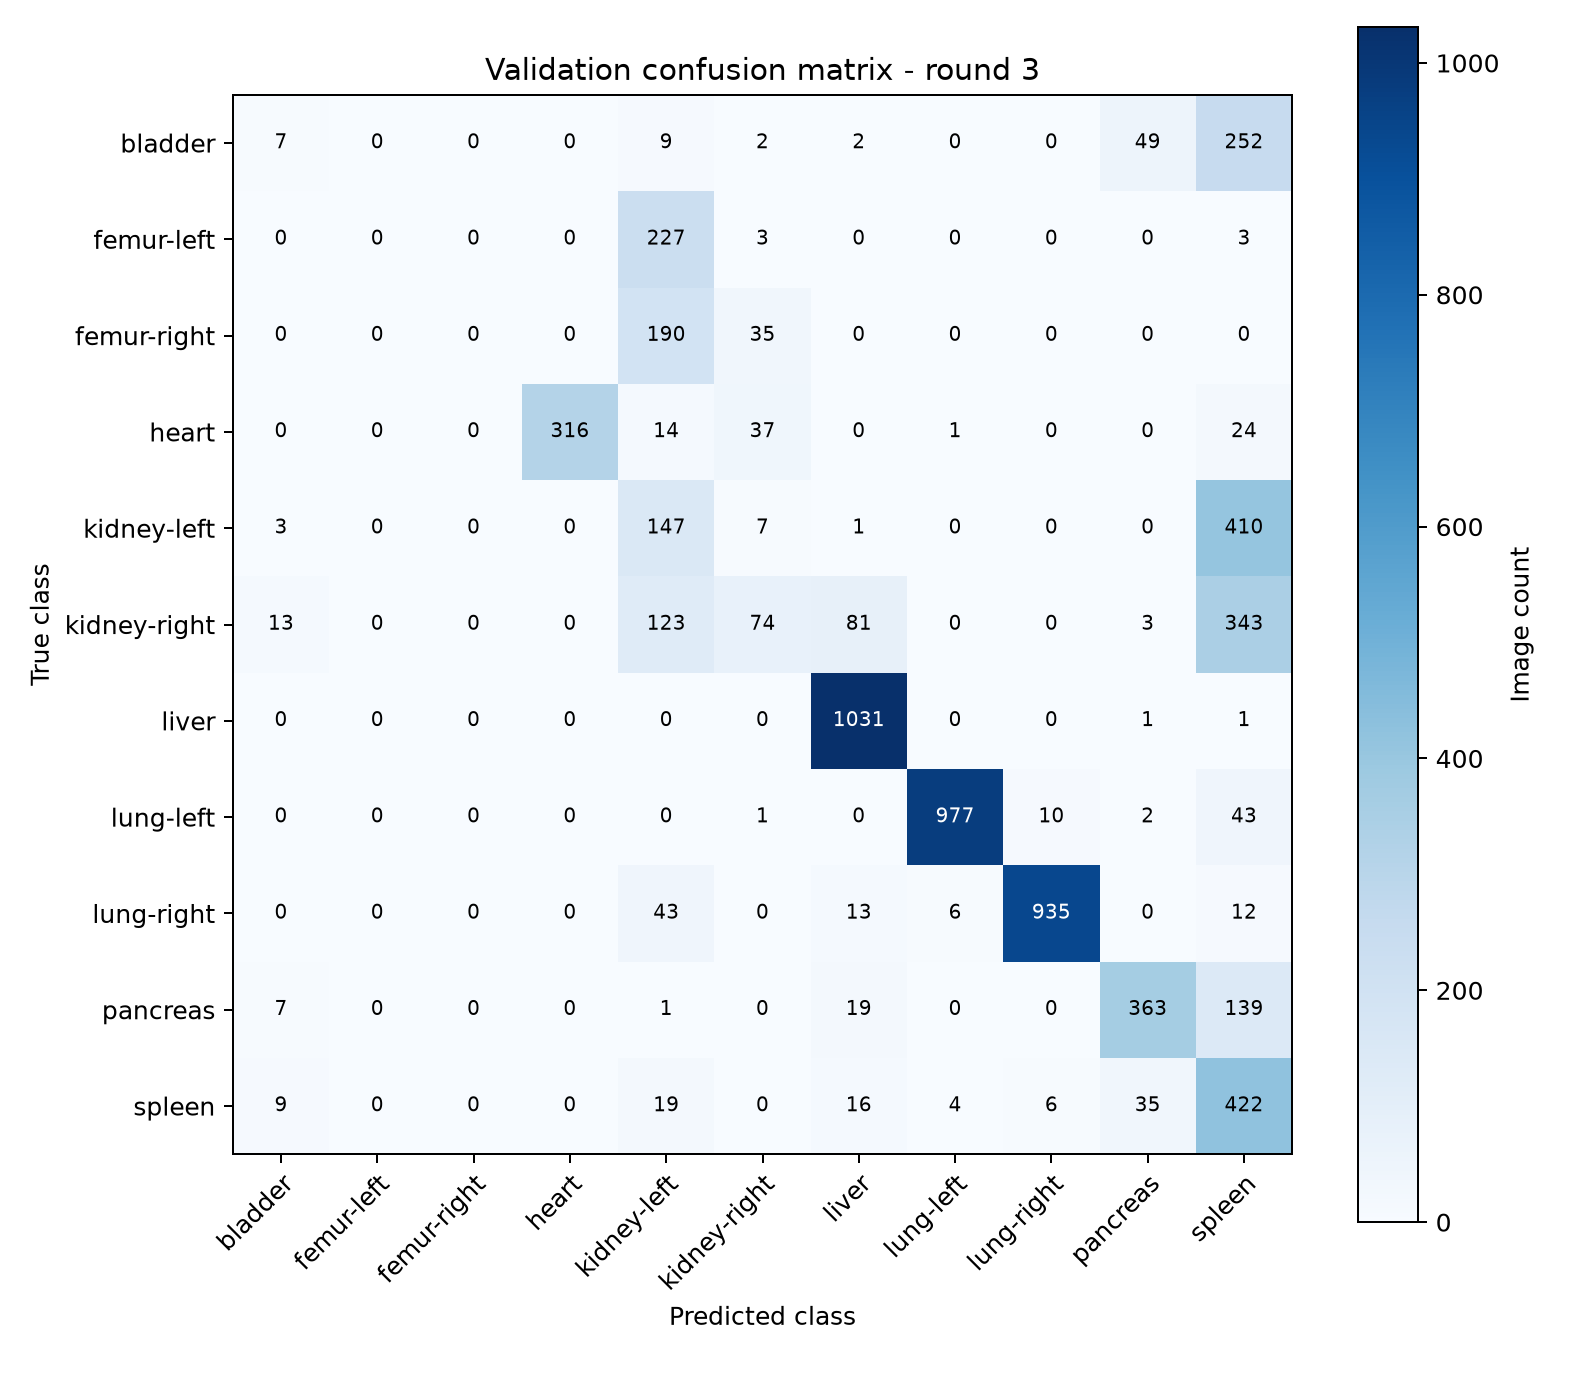 Validation confusion matrix - round 3
bladder 7 0 0 0 9 2 2 0 0 49 252
femur-left 0 0 0 0 227 3 0 0 0 0 3
femur-right 0 0 0 0 190 35 0 0 0 0 0
heart 0 0 0 316 14 37 0 1 0 0 24
kidney-left 3 0 0 0 147 7 1 0 0 0 410
kidney-right 13 0 0 0 123 74 81 0 0 3 343
liver 0 0 0 0 0 0 1031 0 0 1 1
lung-left 0 0 0 0 0 1 0 977 10 2 43
lung-right 0 0 0 0 43 0 13 6 935 0 12
pancreas 7 0 0 0 1 0 19 0 0 363 139
spleen 9 0 0 0 19 0 16 4 6 35 422
True class
bladder femur-left femur-right heart kidney-left kidney-right liver lung-left lung-right pancreas spleen
Predicted class
1000
800
600
400
200
0
Image count